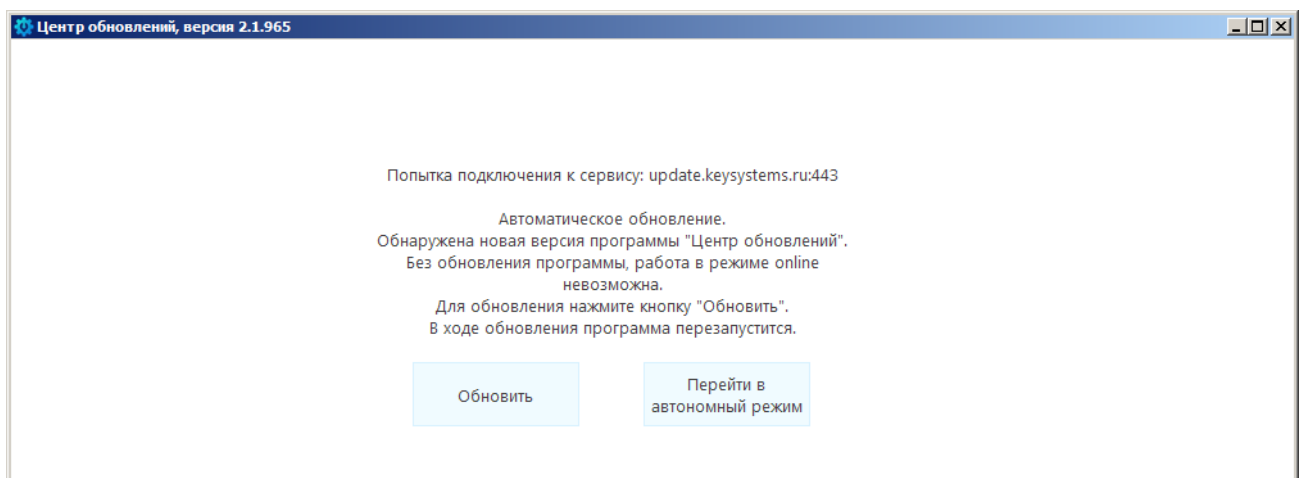 Центр обновлений, версия 2.1.965
Попытка подключения к сервису: update.keysystems.ru:443
Автоматическое обновление.
Обнаружена новая версия программы "Центр обновлений".
Без обновления программы, работа в режиме online
невозможна.
Для обновления нажмите кнопку "Обновить".
В ходе обновления программа перезапустится.
Обновить
Перейти в
автономный режим